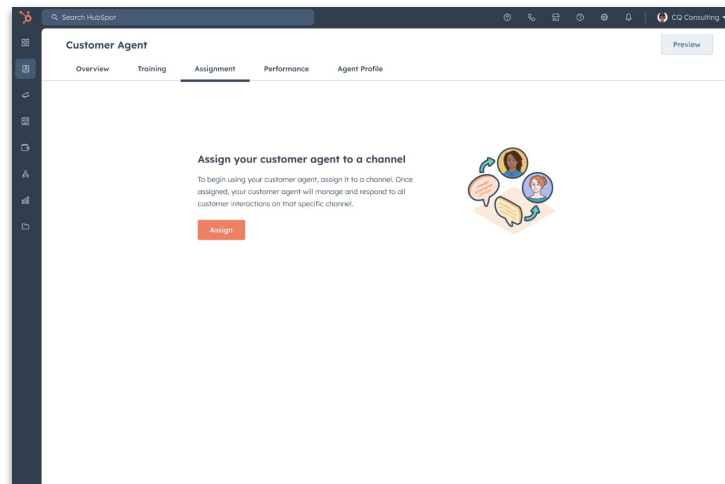 Search HubSpot
CQ Consulting
Customer Agent
Preview
Overview
Training
Assignment
Performance
Agent Profile
Assign your customer agent to a channel
To begin using your customer agent, assign it to a channel. Once
assigned, your customer agent will manage and respond to all
customer interactions on that specific channel.
Assign